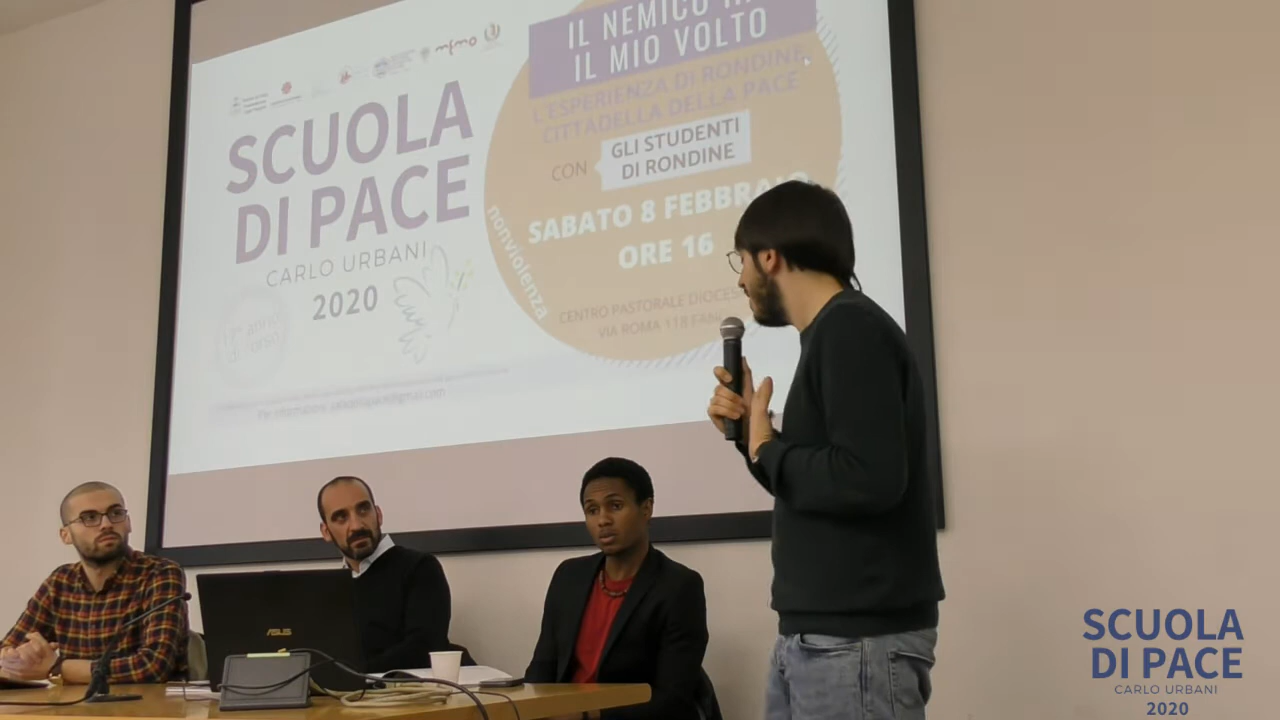 memo
SCUOLA
DI PACE
CARLO URBANI
2020
IL NEMICO
IL MIO VOLTO
L'ESPERIENZA DI RONDINE,
CITTADELLA DELLA PACE
CON
GLI STUDENTI
DI RONDINE
SABATO 8 FEBBRAIO
ORE 16
nonviolenza
CENTRO PASTORALE
VIA ROMA 118
ASUS
SCUOLA
DI PACE
CARLO URBANI
2020